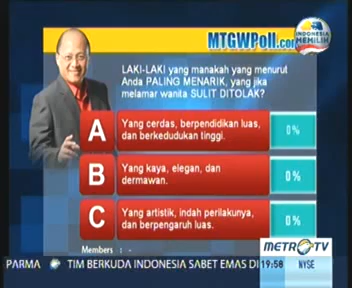 MTGWPoll.com
INDONESIA
MEMILIH
LAKI-LAKI yang manakah yang menurut
Anda PALING MENARIK, yang jika
melamar wanita SULIT DITOLAK?
A
Yang cerdas, berpendidikan luas,
dan berkedudukan tinggi.
0%
B
Yang kaya, elegan, dan
dermawan.
0%
C
Yang artistik, indah perilakunya,
dan berpengaruh luas.
0%
Members : -
METRO TV
PARMA TIM BERKUDA INDONESIA SABET EMAS DI 19:58 NYSE